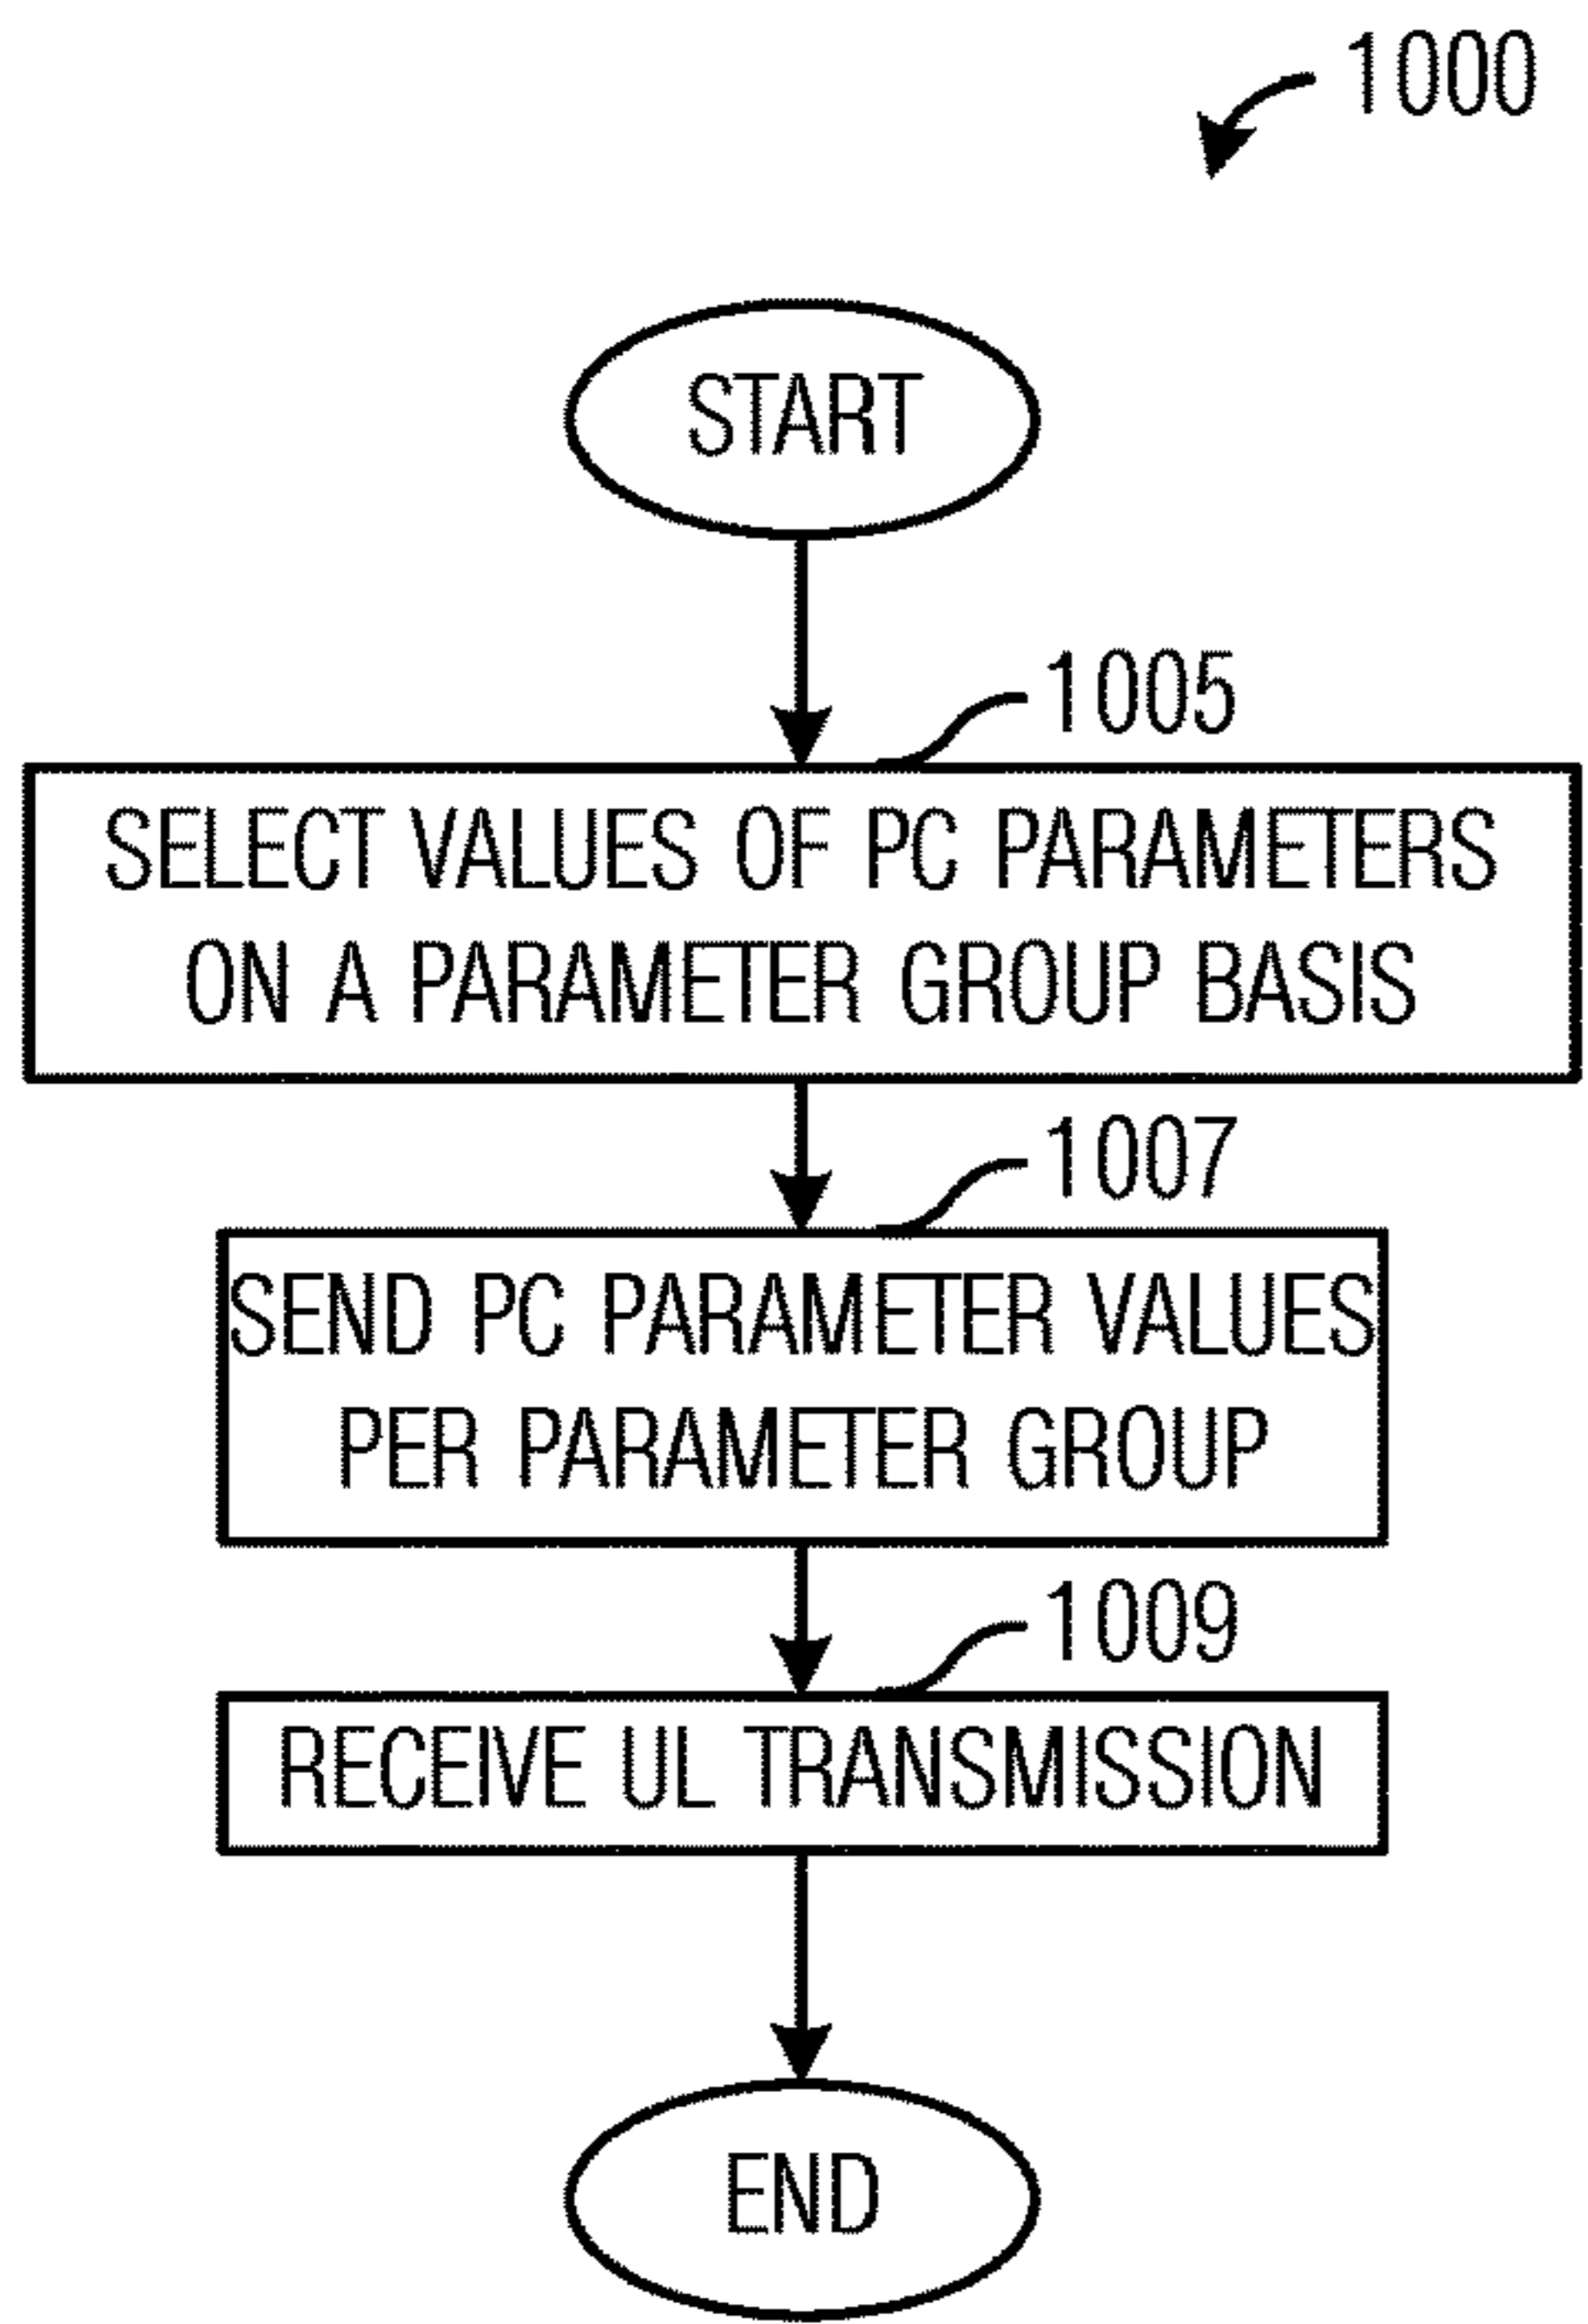 1000
START
1005
SELECT VALUES OF PC PARAMETERS
ON A PARAMETER GROUP BASIS
1007
SEND PC PARAMETER VALUES
PER PARAMETER GROUP
1009
RECEIVE UL TRANSMISSION
END